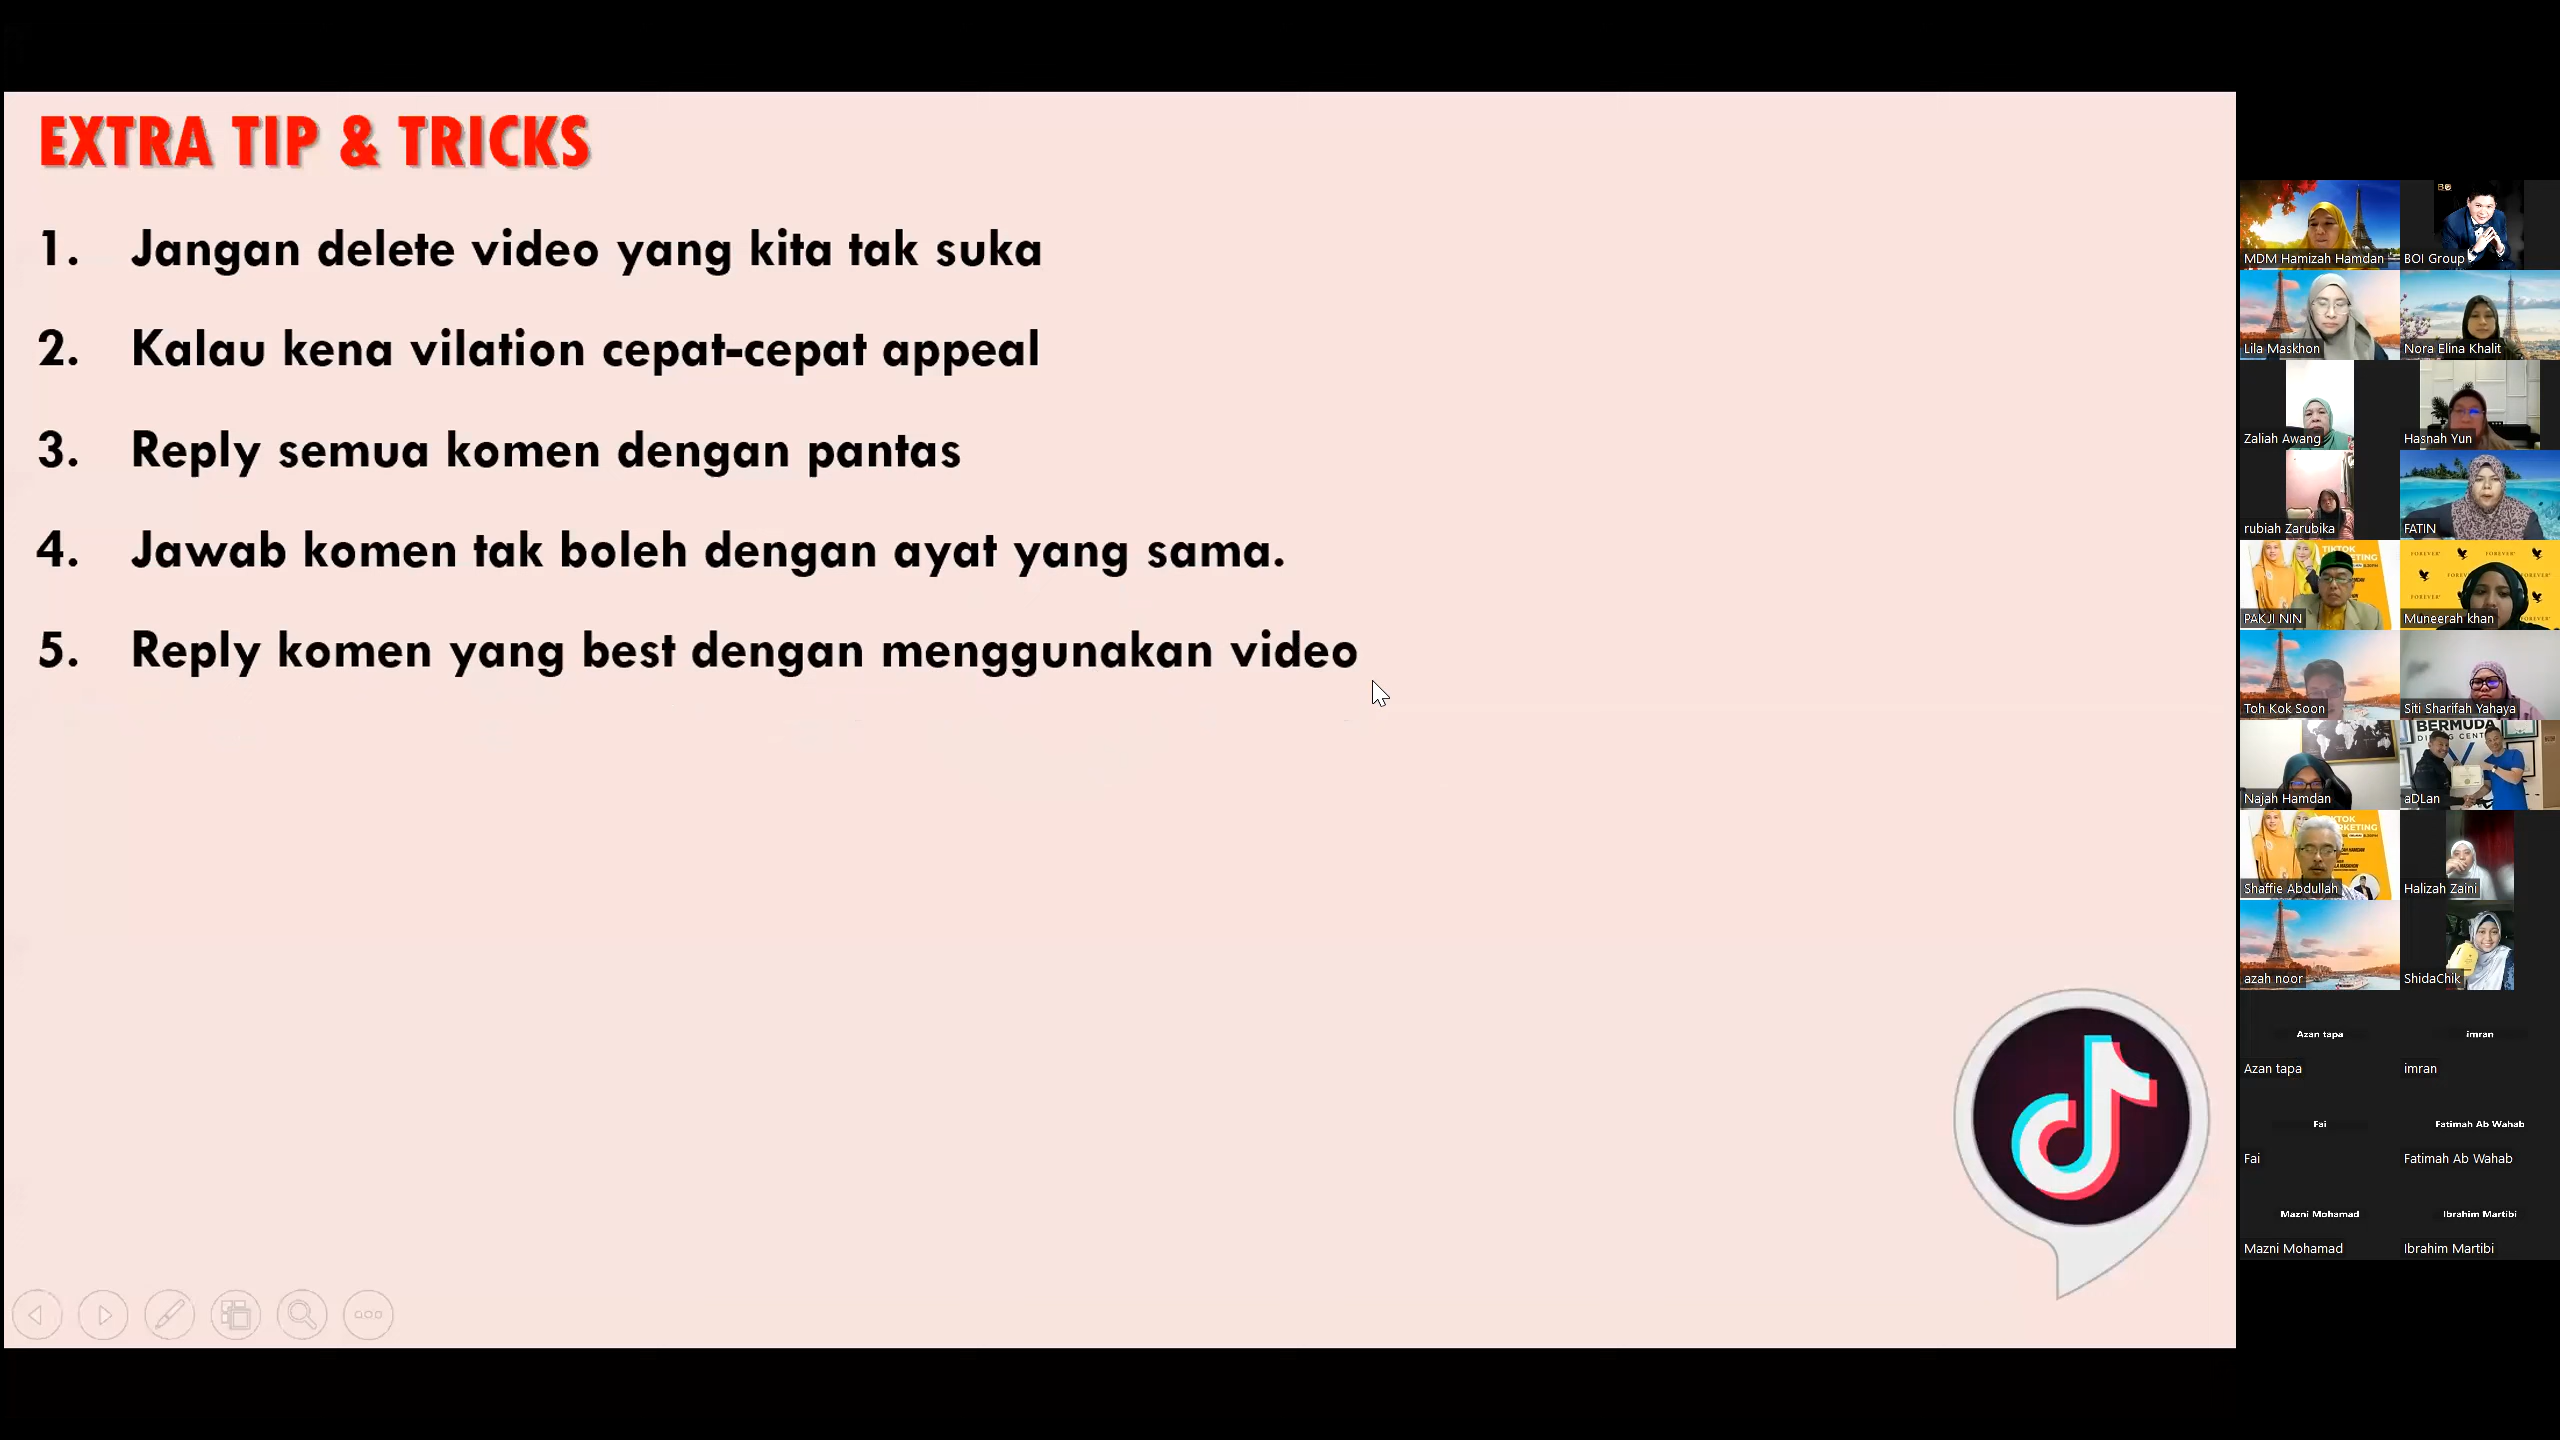 EXTRA TIP & TRICKS
1. Jangan delete video yang kita tak suka
2. Kalau kena vilation cepat-cepat appeal
3. Reply semua komen dengan pantas
4. Jawab komen tak boleh dengan ayat yang sama.
5. Reply komen yang best dengan menggunakan video
MDM Hamizah Hamdan
BOI Group
Lila Maskhon
Nora Elina Khalit
Zaliah Awang
Hasnah Yun
rubiah Zarubika
FATIN
TIKTOK
PAKJI NIN
FOREVER
FOREVER
FOREVER
Muneerah khan
Toh Kok Soon
Siti Sharifah Yahaya
Najah Hamdan
BERMUDA
aDLan
Shaffie Abdullah
Halizah Zaini
azah noor
ShidaChik
Azan tapa
imran
Azan tapa
imran
Fai
Fatimah Ab Wahab
Fai
Fatimah Ab Wahab
Mazni Mohamad
Ibrahim Martibi
Mazni Mohamad
Ibrahim Martibi